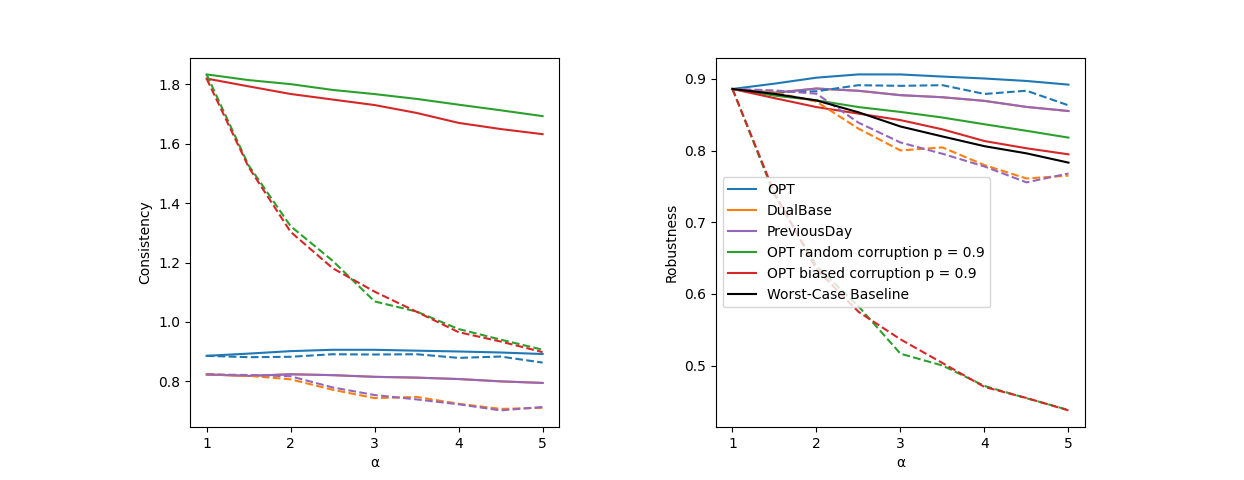 1.8
1.6
1.4
1.2
1.0
0.8
Consistency
1
2
3
4
5
α
0.9
0.8
0.7
0.6
0.5
Robustness
OPT
DualBase
PreviousDay
OPT random corruption p = 0.9
OPT biased corruption p = 0.9
Worst-Case Baseline
1
2
3
4
5
α